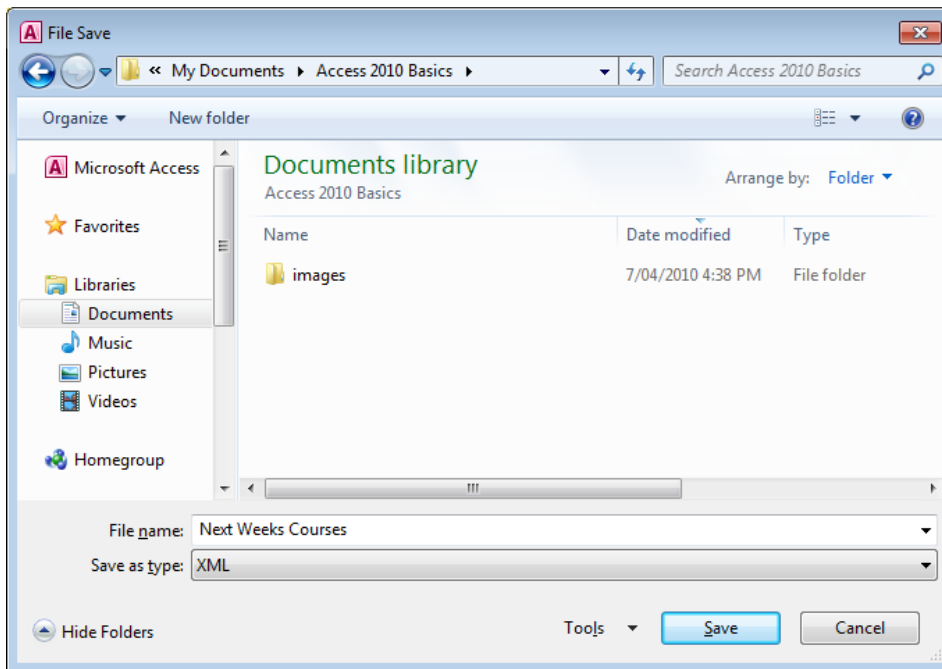 File Save
« My Documents ▸ Access 2010 Basics ▸
Search Access 2010 Basics
Organize
New folder
Microsoft Access
Favorites
Libraries
Documents
Music
Pictures
Videos
Homegroup
Documents library
Access 2010 Basics
Arrange by: Folder
Name Date modified Type
images 7/04/2010 4:38 PM File folder
File name: Next Weeks Courses
Save as type: XML
Hide Folders
Tools
Save
Cancel